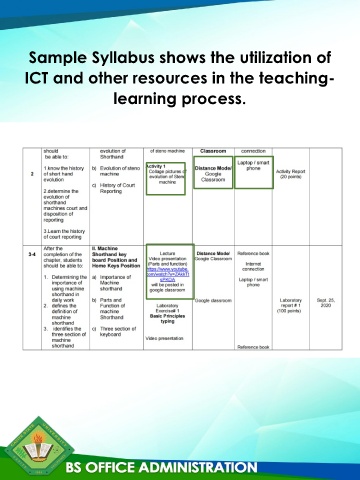 Sample Syllabus shows the utilization of
ICT and other resources in the teaching-
learning process.
2
should
be able to:
1.know the history
of short hand
evolution
2.determine the
evolution of
shorthand
machines court and
disposition of
reporting
3.Learn the history
of court reporting
evolution of
Shorthand
b) Evolution of steno
machine
c) History of Court
Reporting
of steno machine
Activity 1
Collage pictures of
evolution of Steno
machine
Classroom
Distance Mode/
Google
Classroom
connection
Laptop / smart
phone
Activity Report
(20 points)
3-4
After the
completion of the
chapter, students
should be able to:
1. Determining the
importance of
using machine
shorthand in
daily work
2. defines the
definition of
machine
shorthand
3. identifies the
three section of
machine
shorthand
II. Machine
Shorthand key
board Position and
Home Keys Position
a) Importance of
Machine
shorthand
b) Parts and
Function of
machine
Shorthand
c) Three section of
keyboard
Lecture
Video presentation
(Parts and function)
https://www.youtube.
will be posted in
google classroom
Laboratory
Exercise# 1
Basic Principles
typing
Video presentation
Distance Mode/
Google Classroom
Google classroom
Reference book
Internet
connection
Laptop / smart
phone
Reference book
Laboratory
report # 1
(100 points)
Sept. 25,
2020
BS OFFICE ADMINISTRATION